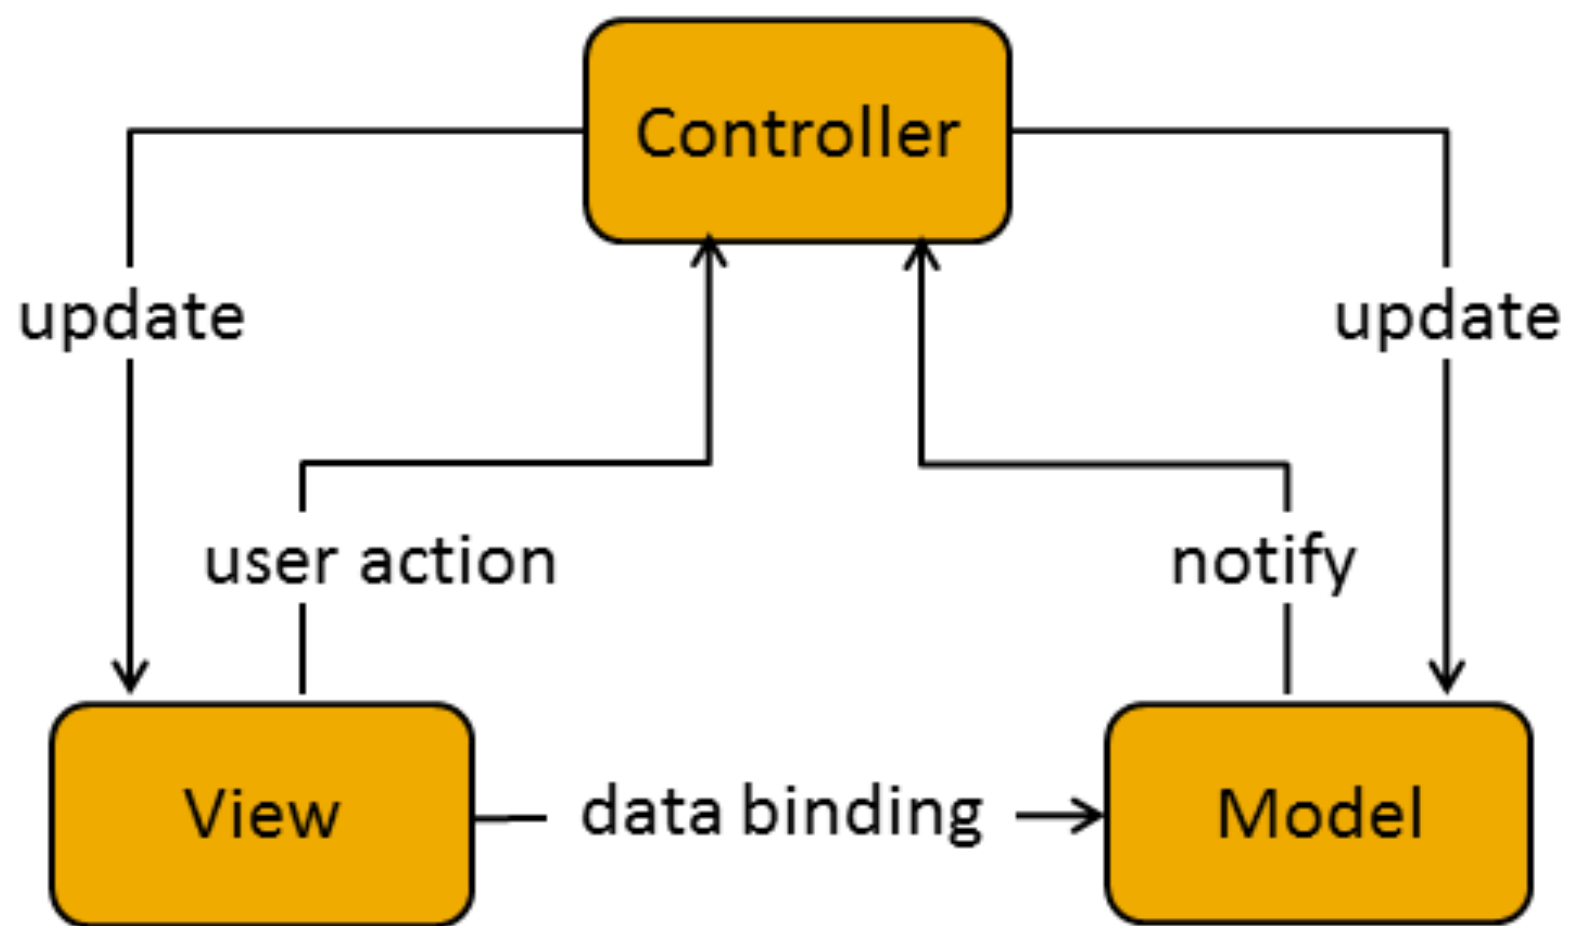 Controller
update
update
user action
notify
View
data binding
Model